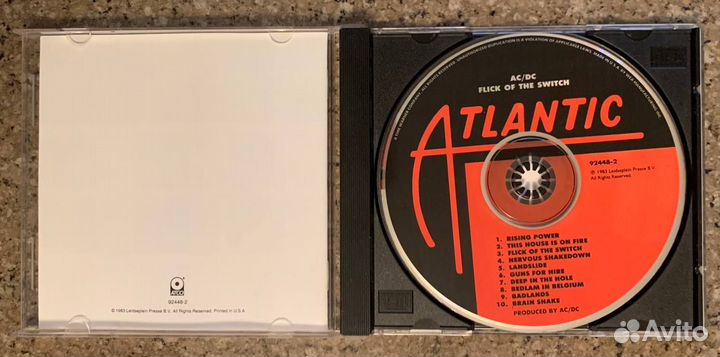 ATCO
92448-2
© 1983 Leidseplein Presse B.V. All Rights Reserved. Printed in U.S.A
AC/DC
FLICK OF THE SWITCH
ATLANTIC
92448-2
℗ 1983 Leidseplein Presse B.V.
All Rights Reserved.
1. RISING POWER
2. THIS HOUSE IS ON FIRE
3. FLICK OF THE SWITCH
4. NERVOUS SHAKEDOWN
5. LANDSLIDE
6. GUNS FOR HIRE
7. DEEP IN THE HOLE
8. BEDLAM IN BELGIUM
9. BADLANDS
10. BRAIN SHAKE
PRODUCED BY AC/DC
Avito